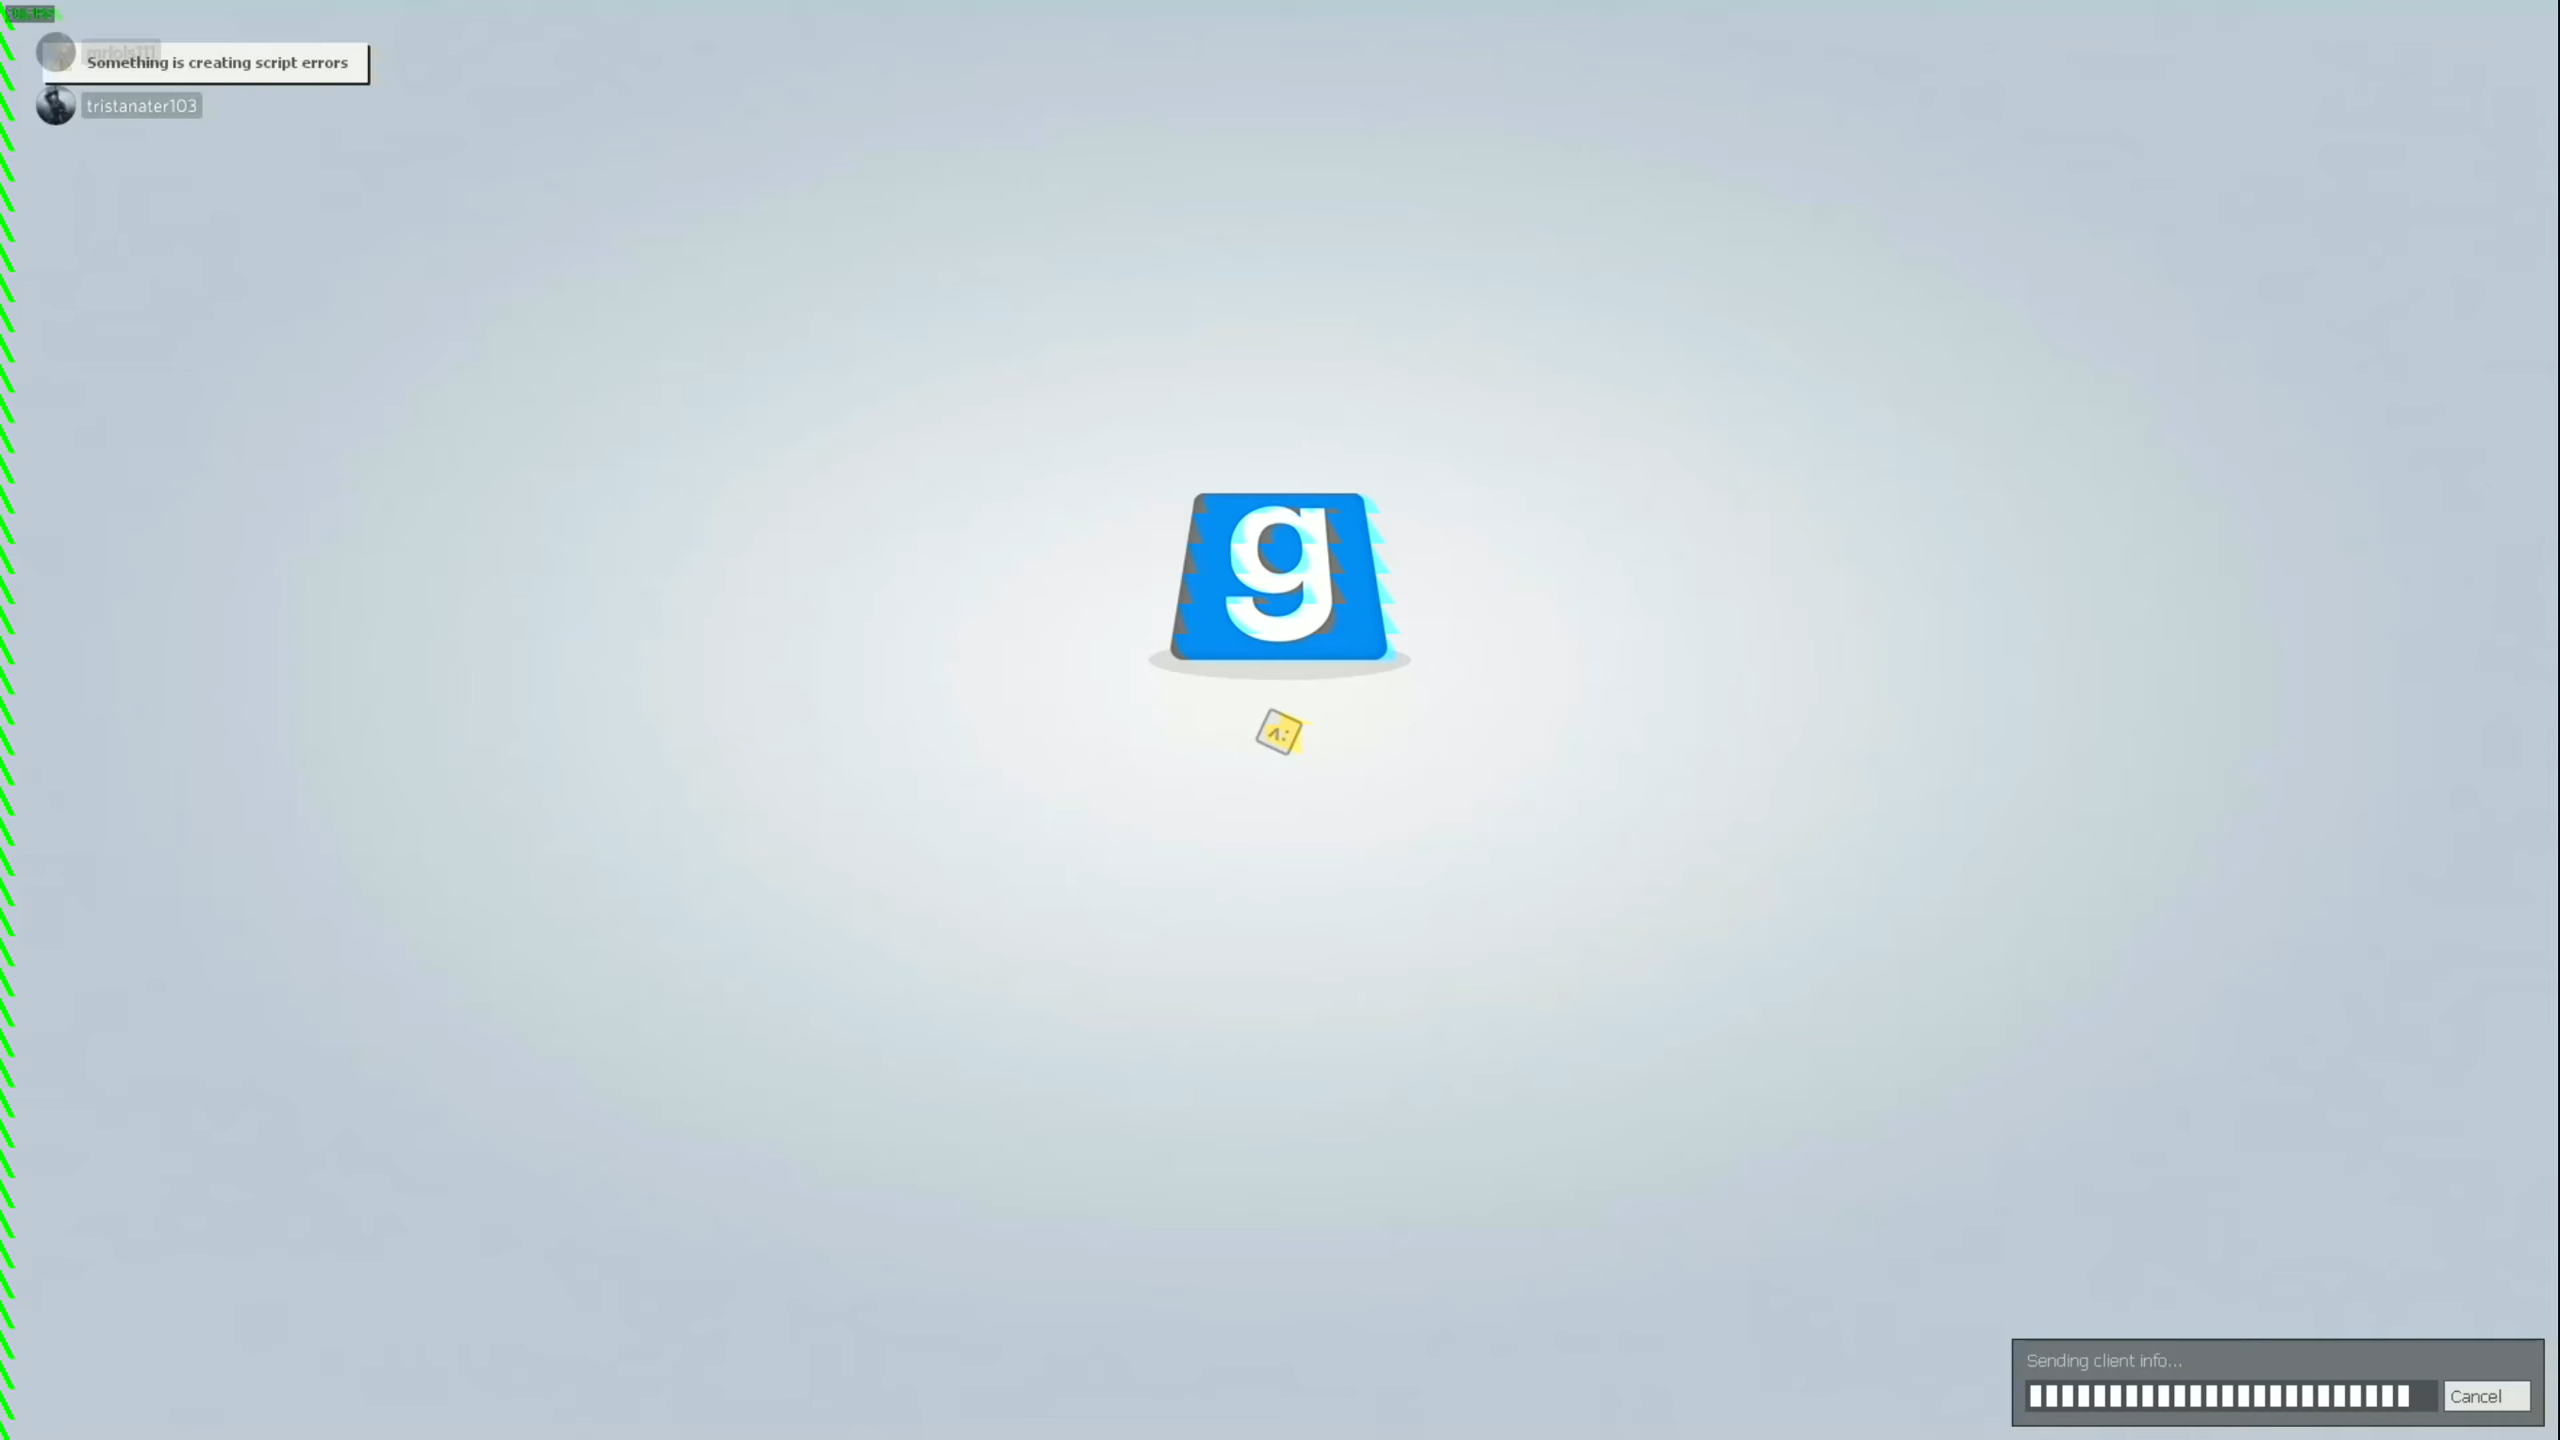 Something is creating script errors
tristanater103
g
Sending client info...
Cancel